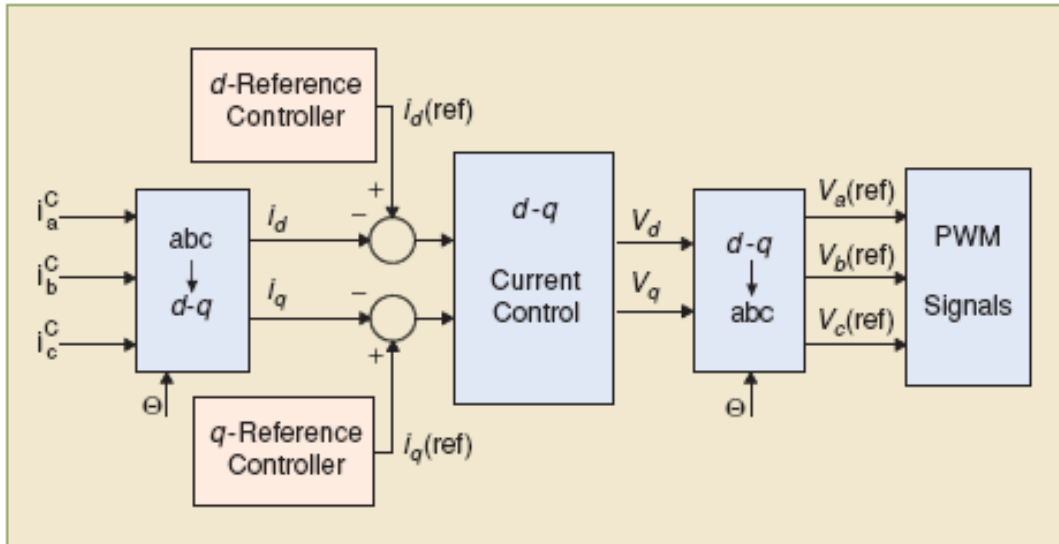 d-Reference
Controller
i_d(ref)
i_a^C
i_b^C
i_c^C
abc
d-q
Θ
i_d
i_q
+
−
−
+
q-Reference
Controller
i_q(ref)
d-q
Current
Control
V_d
V_q
d-q
abc
Θ
V_a(ref)
V_b(ref)
V_c(ref)
PWM
Signals